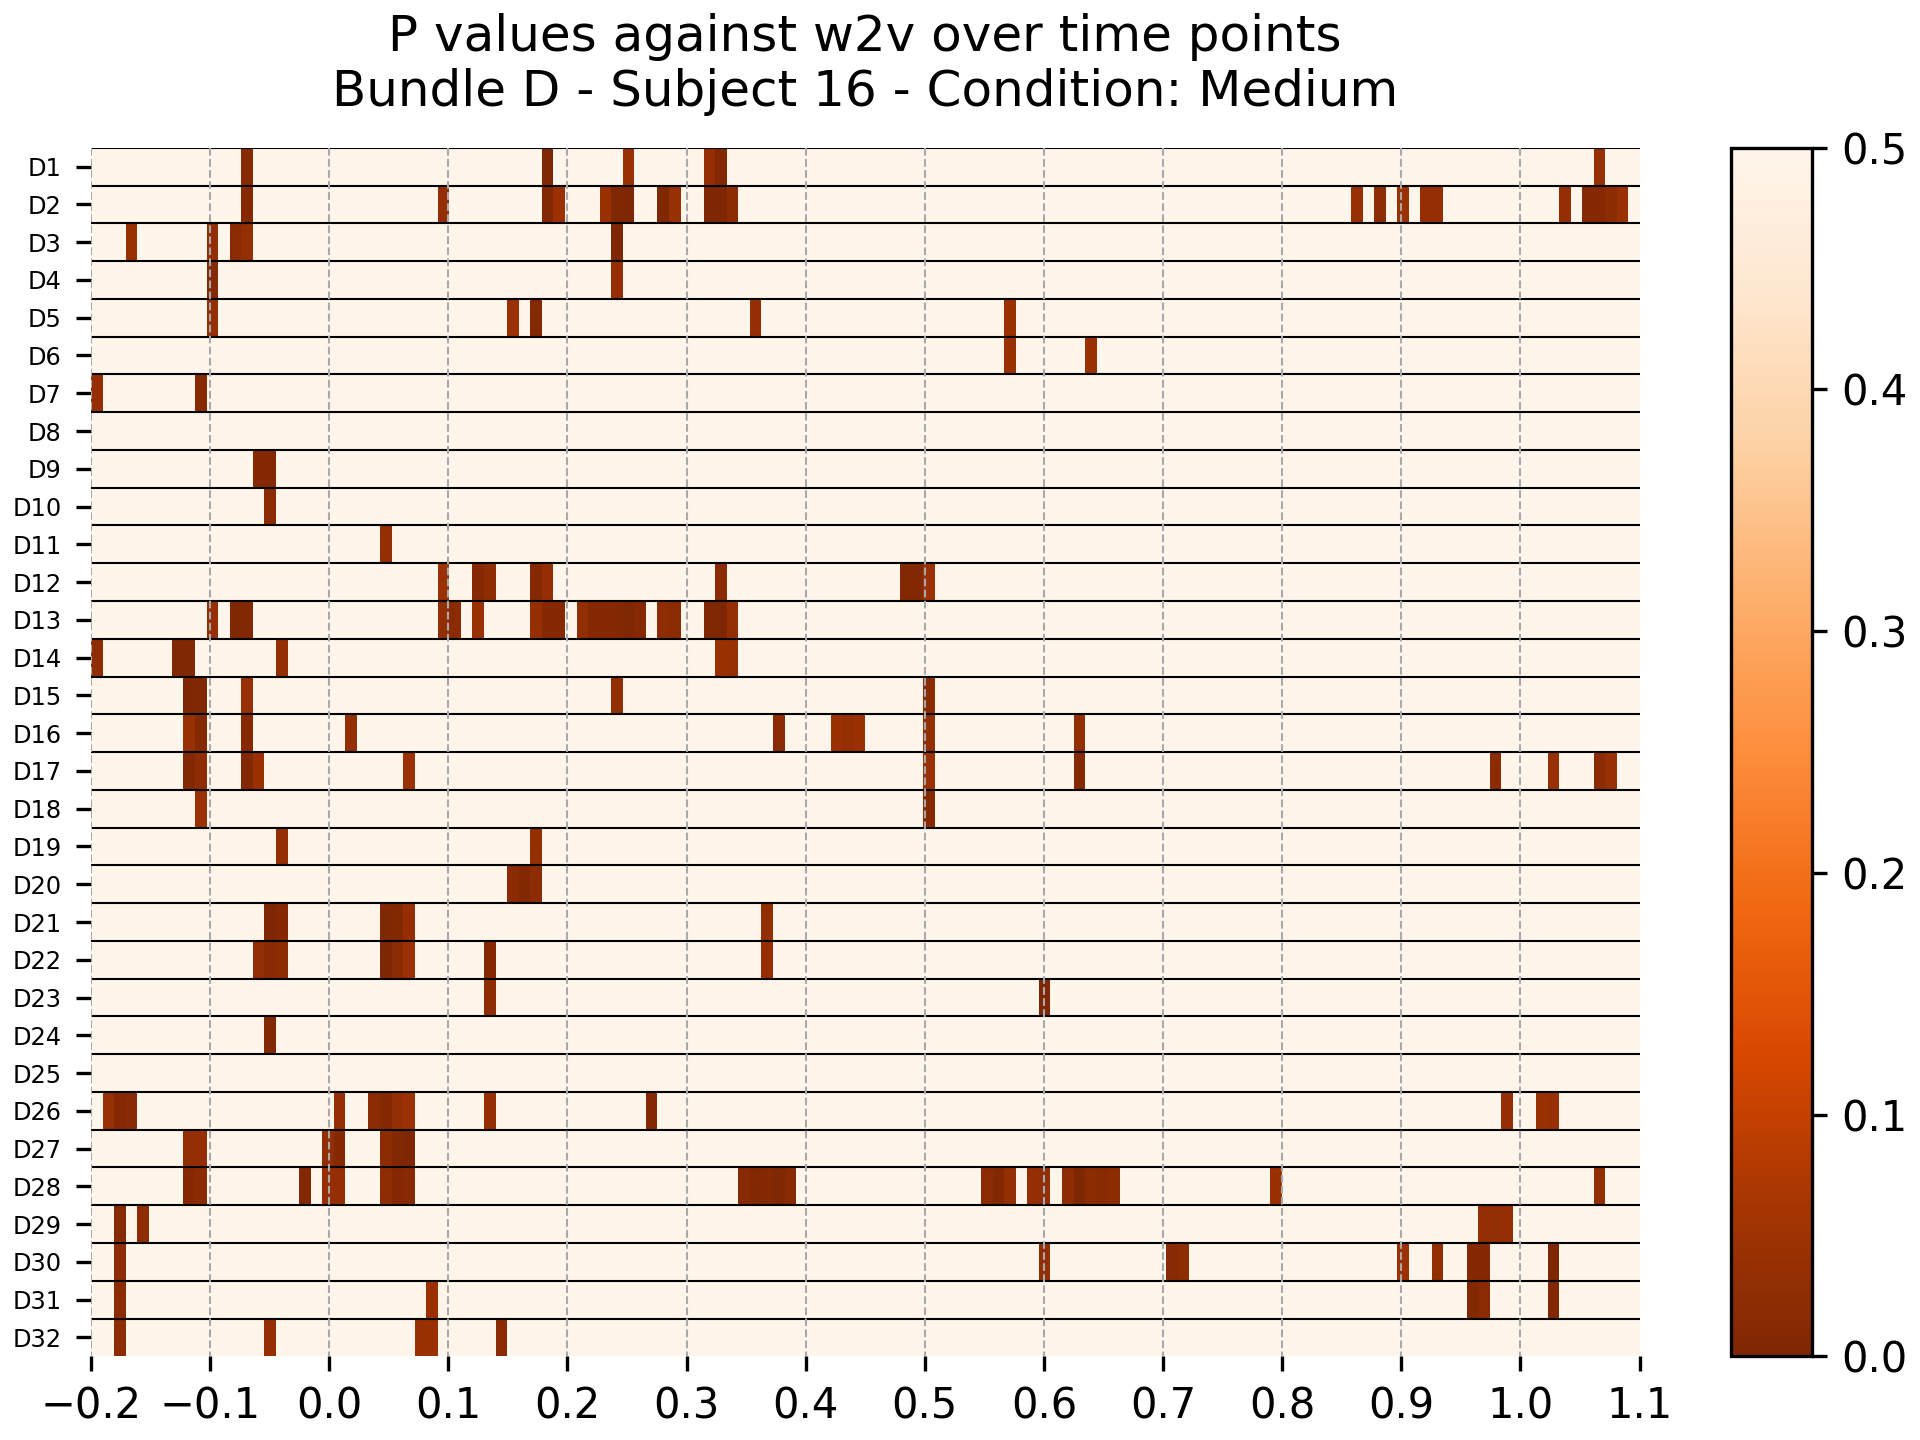 P values against w2v over time points
Bundle D - Subject 16 - Condition: Medium
D1
D2
D3
D4
D5
D6
D7
D8
D9
D10
D11
D12
D13
D14
D15
D16
D17
D18
D19
D20
D21
D22
D23
D24
D25
D26
D27
D28
D29
D30
D31
D32
−0.2 −0.1 0.0 0.1 0.2 0.3 0.4 0.5 0.6 0.7 0.8 0.9 1.0 1.1
0.5
0.4
0.3
0.2
0.1
0.0